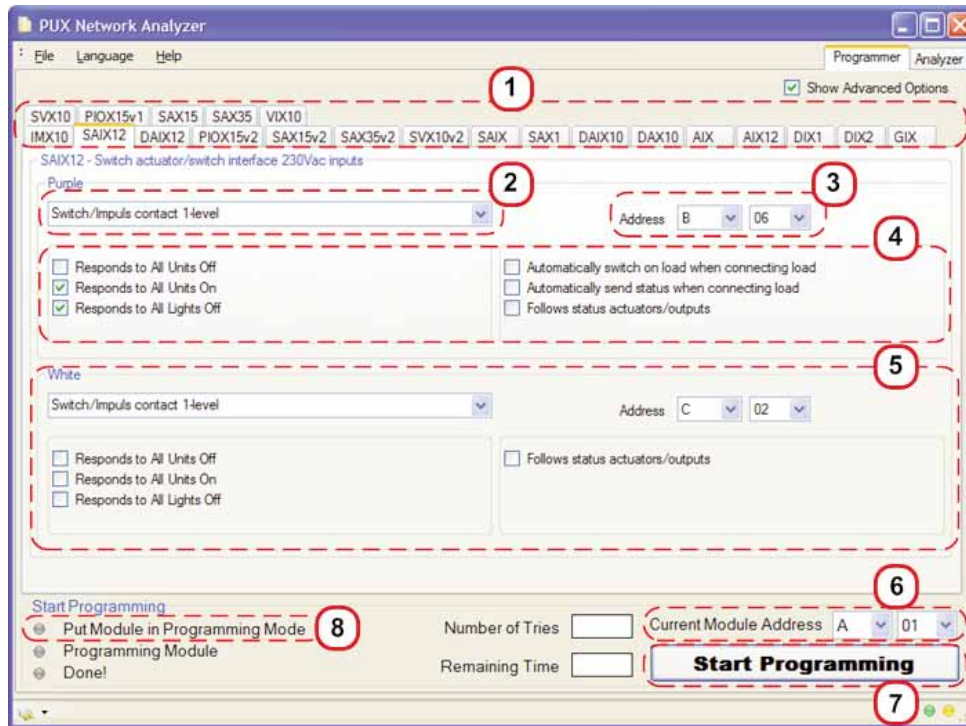 PUX Network Analyzer
File Language Help
Programmer Analyzer
1
Show Advanced Options
SVX10 PIOX15v1 SAX15 SAX35 VIX10
IMX10 SAIX12 DAIX12 PIOX15v2 SAX15v2 SAX35v2 SVX10v2 SAIX SAX1 DAIX10 DAX10 AIX AIX12 DIX1 DIX2 GIX
SAIX12 - Switch actuator/switch interface 230Vac inputs
Purple
2
3
Switch/Impuls contact 1-level
Address B 06
4
Responds to All Units Off
Automatically switch on load when connecting load
Responds to All Units On
Automatically send status when connecting load
Responds to All Lights Off
Follows status actuators/outputs
5
White
Switch/Impuls contact 1-level
Address C 02
Responds to All Units Off
Follows status actuators/outputs
Responds to All Units On
Responds to All Lights Off
6
Start Programming
Put Module in Programming Mode
8
Number of Tries
Current Module Address A 01
Programming Module
Remaining Time
Start Programming
Done!
7